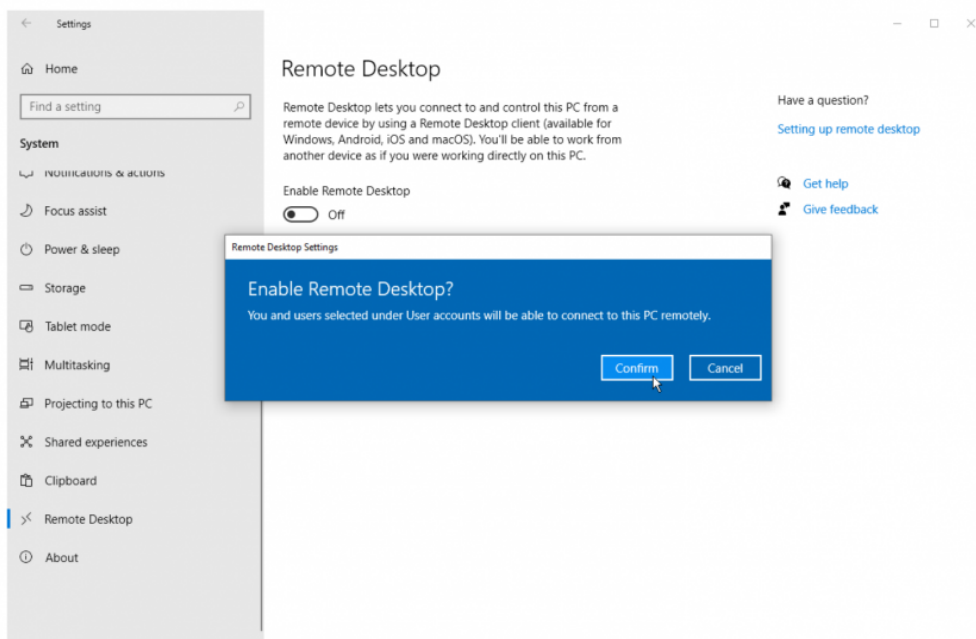 Settings
Home
Find a setting
System
Notifications & actions
Focus assist
Power & sleep
Storage
Tablet mode
Multitasking
Projecting to this PC
Shared experiences
Clipboard
Remote Desktop
About
Remote Desktop
Remote Desktop lets you connect to and control this PC from a
remote device by using a Remote Desktop client (available for
Windows, Android, iOS and macOS). You'll be able to work from
another device as if you were working directly on this PC.
Enable Remote Desktop
Off
Remote Desktop Settings
Enable Remote Desktop?
You and users selected under User accounts will be able to connect to this PC remotely.
Confirm
Cancel
Have a question?
Setting up remote desktop
Get help
Give feedback